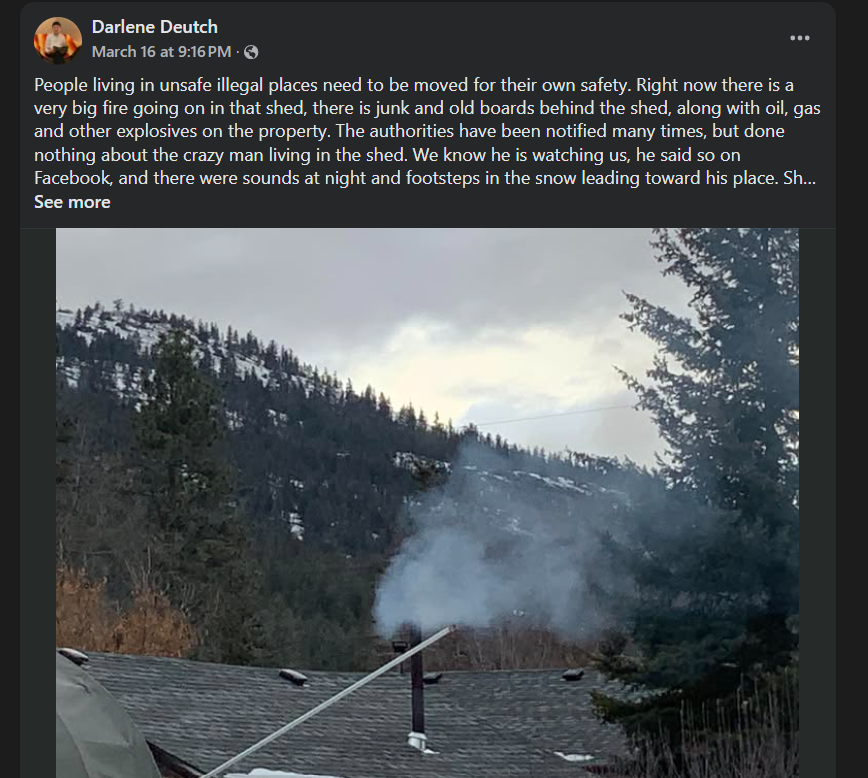 Darlene Deutch
March 16 at 9:16 PM ·
People living in unsafe illegal places need to be moved for their own safety. Right now there is a
very big fire going on in that shed, there is junk and old boards behind the shed, along with oil, gas
and other explosives on the property. The authorities have been notified many times, but done
nothing about the crazy man living in the shed. We know he is watching us, he said so on
Facebook, and there were sounds at night and footsteps in the snow leading toward his place. Sh...
See more